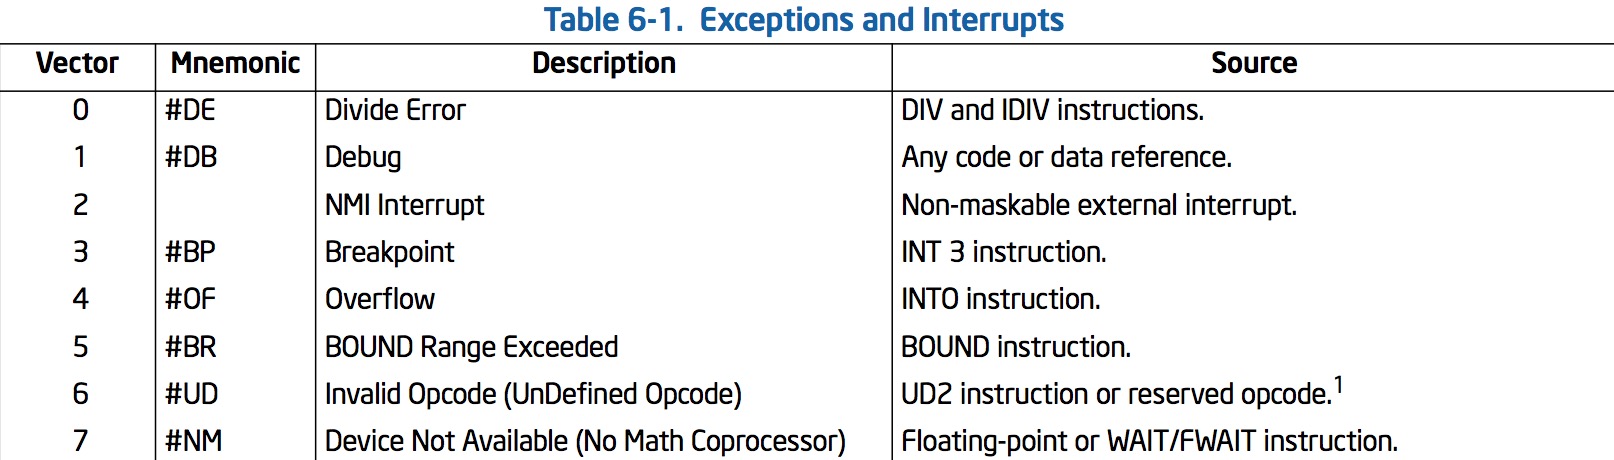 Table 6-1. Exceptions and Interrupts
Vector Mnemonic Description Source
0 #DE Divide Error DIV and IDIV instructions.
1 #DB Debug Any code or data reference.
2 NMI Interrupt Non-maskable external interrupt.
3 #BP Breakpoint INT 3 instruction.
4 #OF Overflow INTO instruction.
5 #BR BOUND Range Exceeded BOUND instruction.
6 #UD Invalid Opcode (UnDefined Opcode) UD2 instruction or reserved opcode.1
7 #NM Device Not Available (No Math Coprocessor) Floating-point or WAIT/FWAIT instruction.